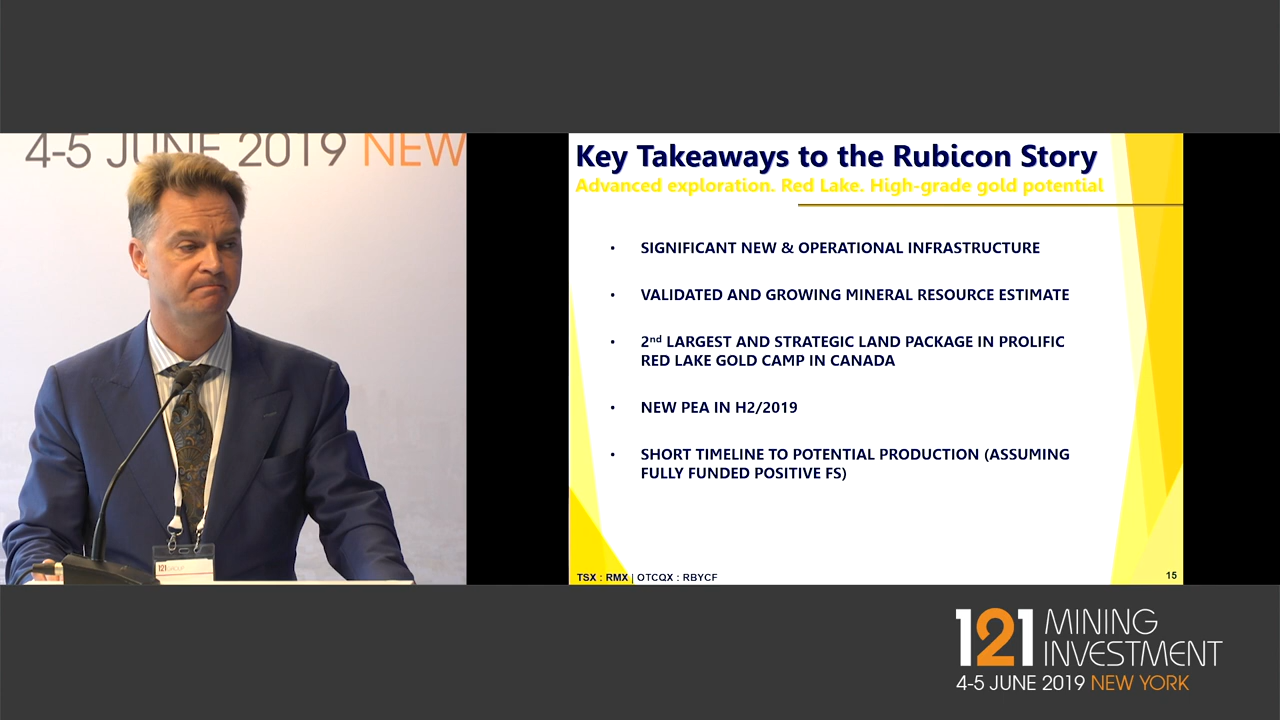 4-5 JUNE 2019 NEW
Key Takeaways to the Rubicon Story
Advanced exploration. Red Lake. High-grade gold potential
• SIGNIFICANT NEW & OPERATIONAL INFRASTRUCTURE
• VALIDATED AND GROWING MINERAL RESOURCE ESTIMATE
• 2nd LARGEST AND STRATEGIC LAND PACKAGE IN PROLIFIC
RED LAKE GOLD CAMP IN CANADA
• NEW PEA IN H2/2019
• SHORT TIMELINE TO POTENTIAL PRODUCTION (ASSUMING
FULLY FUNDED POSITIVE FS)
TSX : RMX | OTCQX : RBYCF
15
121 GROUP
121 MINING
INVESTMENT
4-5 JUNE 2019 NEW YORK